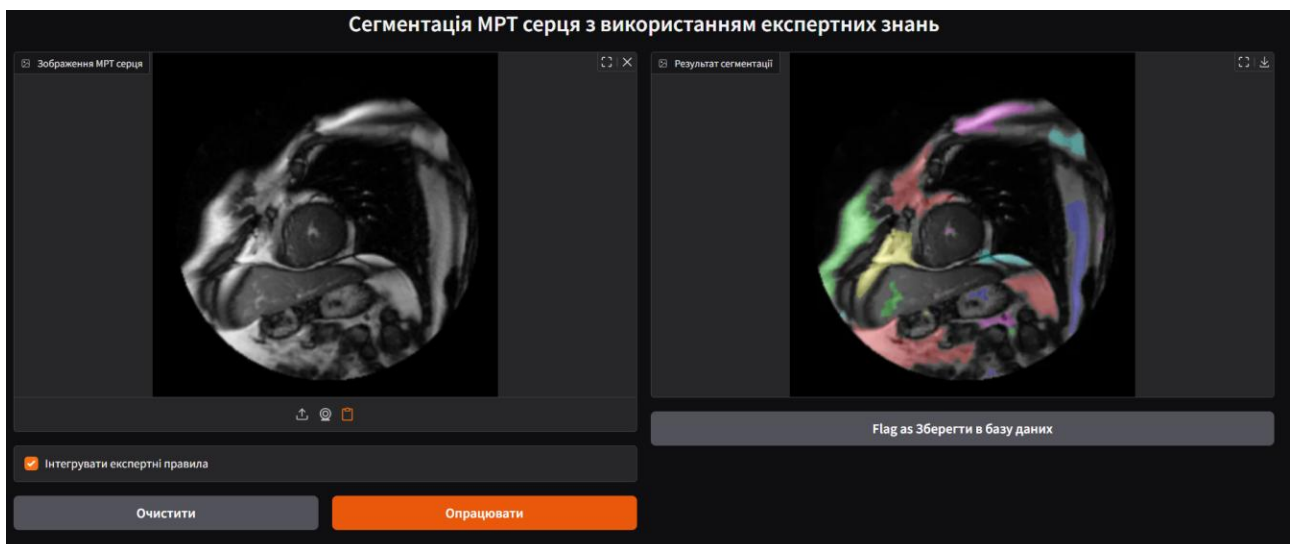 Сегментація МРТ серця з використанням експертних знань
Зображення МРТ серця
Результат сегментації
Flag as Зберегти в базу даних
Інтегрувати експертні правила
Очистити
Опрацювати